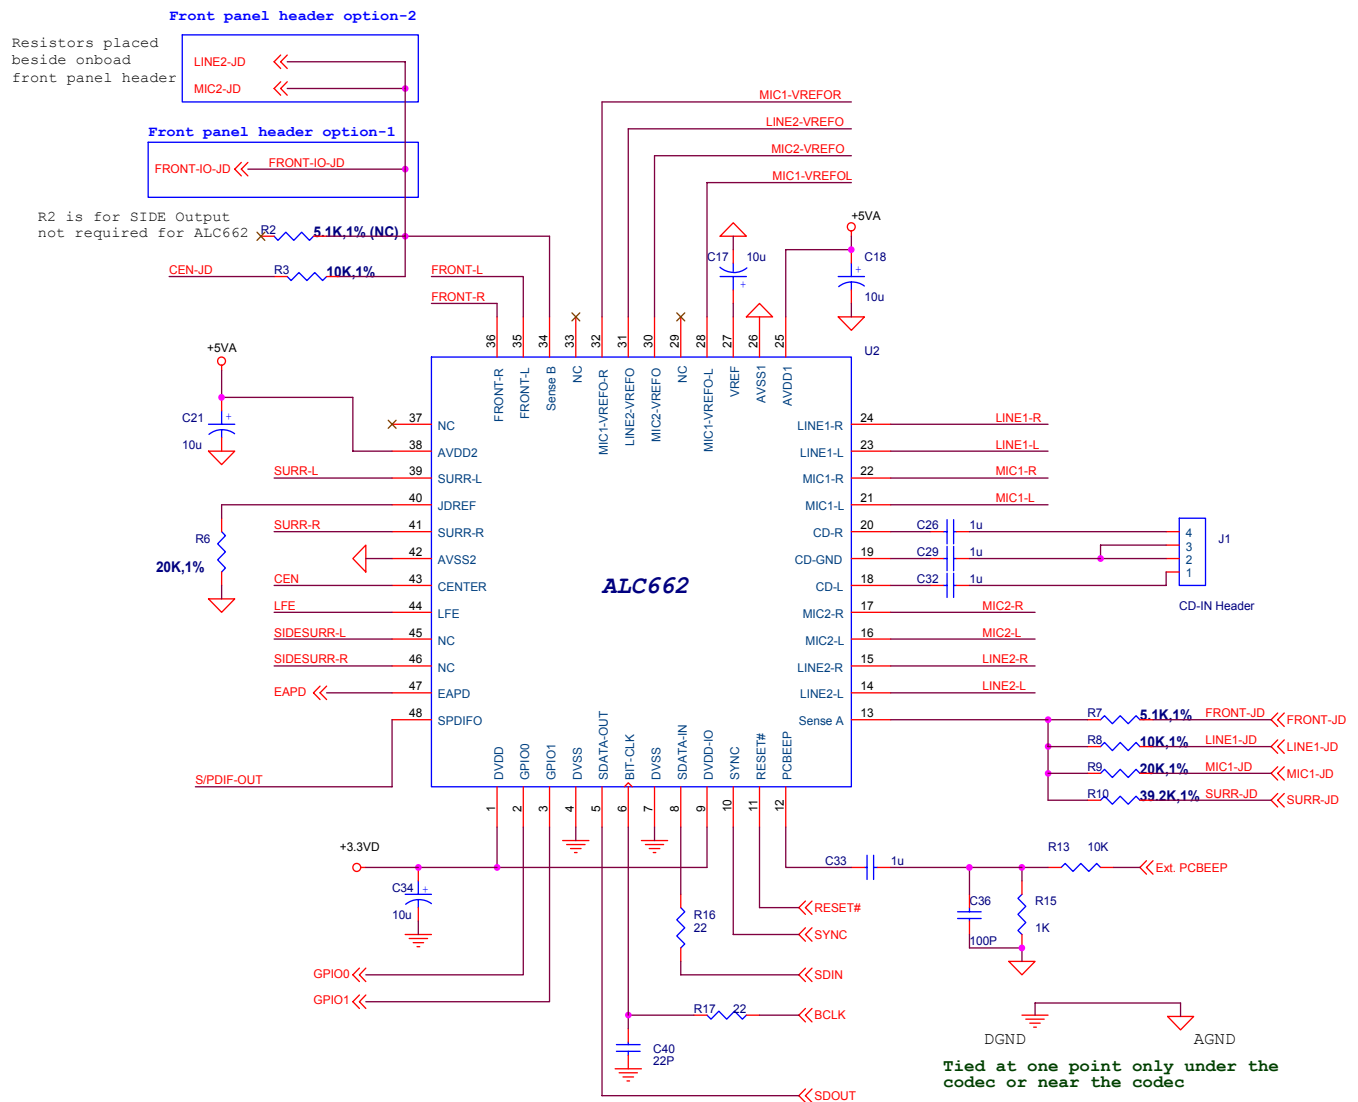 Front panel header option-2
Resistors placed
beside onboad
front panel header
LINE2-JD
MIC2-JD
Front panel header option-1
FRONT-IO-JD
FRONT-IO-JD
R2 is for SIDE Output
not required for ALC662
R2
5.1K,1% (NC)
CEN-JD
R3
10K,1%
MIC1-VREFOR
LINE2-VREFO
MIC2-VREFO
MIC1-VREFOL
FRONT-L
FRONT-R
C17
10u
+5VA
C18
10u
+5VA
C21
10u
U2
36
35
34
33
32
31
30
29
28
27
26
25
FRONT-R
FRONT-L
Sense B
NC
MIC1-VREFO-R
LINE2-VREFO
MIC2-VREFO
NC
MIC1-VREFO-L
VREF
AVSS1
AVDD1
37 NC
38 AVDD2
SURR-L 39 SURR-L
40 JDREF
R6
20K,1%
SURR-R 41 SURR-R
42 AVSS2
CEN 43 CENTER
LFE 44 LFE
SIDESURR-L 45 NC
SIDESURR-R 46 NC
EAPD 47 EAPD
48 SPDIFO
S/PDIF-OUT
ALC662
LINE1-R 24 LINE1-R
LINE1-L 23 LINE1-L
MIC1-R 22 MIC1-R
MIC1-L 21 MIC1-L
CD-R 20 C26 1u
CD-GND 19 C29 1u
CD-L 18 C32 1u
4
3
2
1
J1
CD-IN Header
MIC2-R 17 MIC2-R
MIC2-L 16 MIC2-L
LINE2-R 15 LINE2-R
LINE2-L 14 LINE2-L
Sense A 13
R7 5.1K,1% FRONT-JD FRONT-JD
R8 10K,1% LINE1-JD LINE1-JD
R9 20K,1% MIC1-JD MIC1-JD
R10 39.2K,1% SURR-JD SURR-JD
DVDD
GPIO0
GPIO1
DVSS
SDATA-OUT
BIT-CLK
DVSS
SDATA-IN
DVDD-IO
SYNC
RESET#
PCBEEP
1
2
3
4
5
6
7
8
9
10
11
12
+3.3VD
C34
10u
C33
1u
R13
10K
Ext. PCBEEP
C36
100P
R15
1K
R16
22
RESET#
SYNC
SDIN
GPIO0
GPIO1
R17
22
BCLK
C40
22P
SDOUT
DGND
AGND
Tied at one point only under the
codec or near the codec